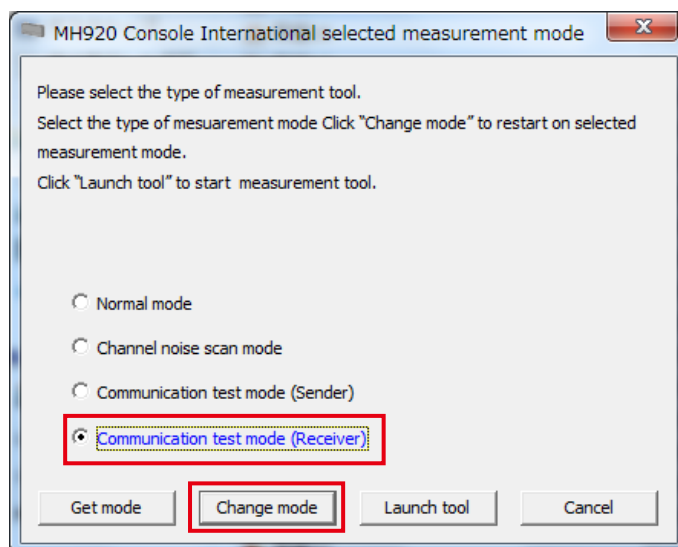 MH920 Console International selected measurement mode
Please select the type of measurement tool.
Select the type of mesuarement mode Click "Change mode" to restart on selected
measurement mode.
Click "Launch tool" to start measurement tool.
Normal mode
Channel noise scan mode
Communication test mode (Sender)
Communication test mode (Receiver)
Get mode Change mode Launch tool Cancel